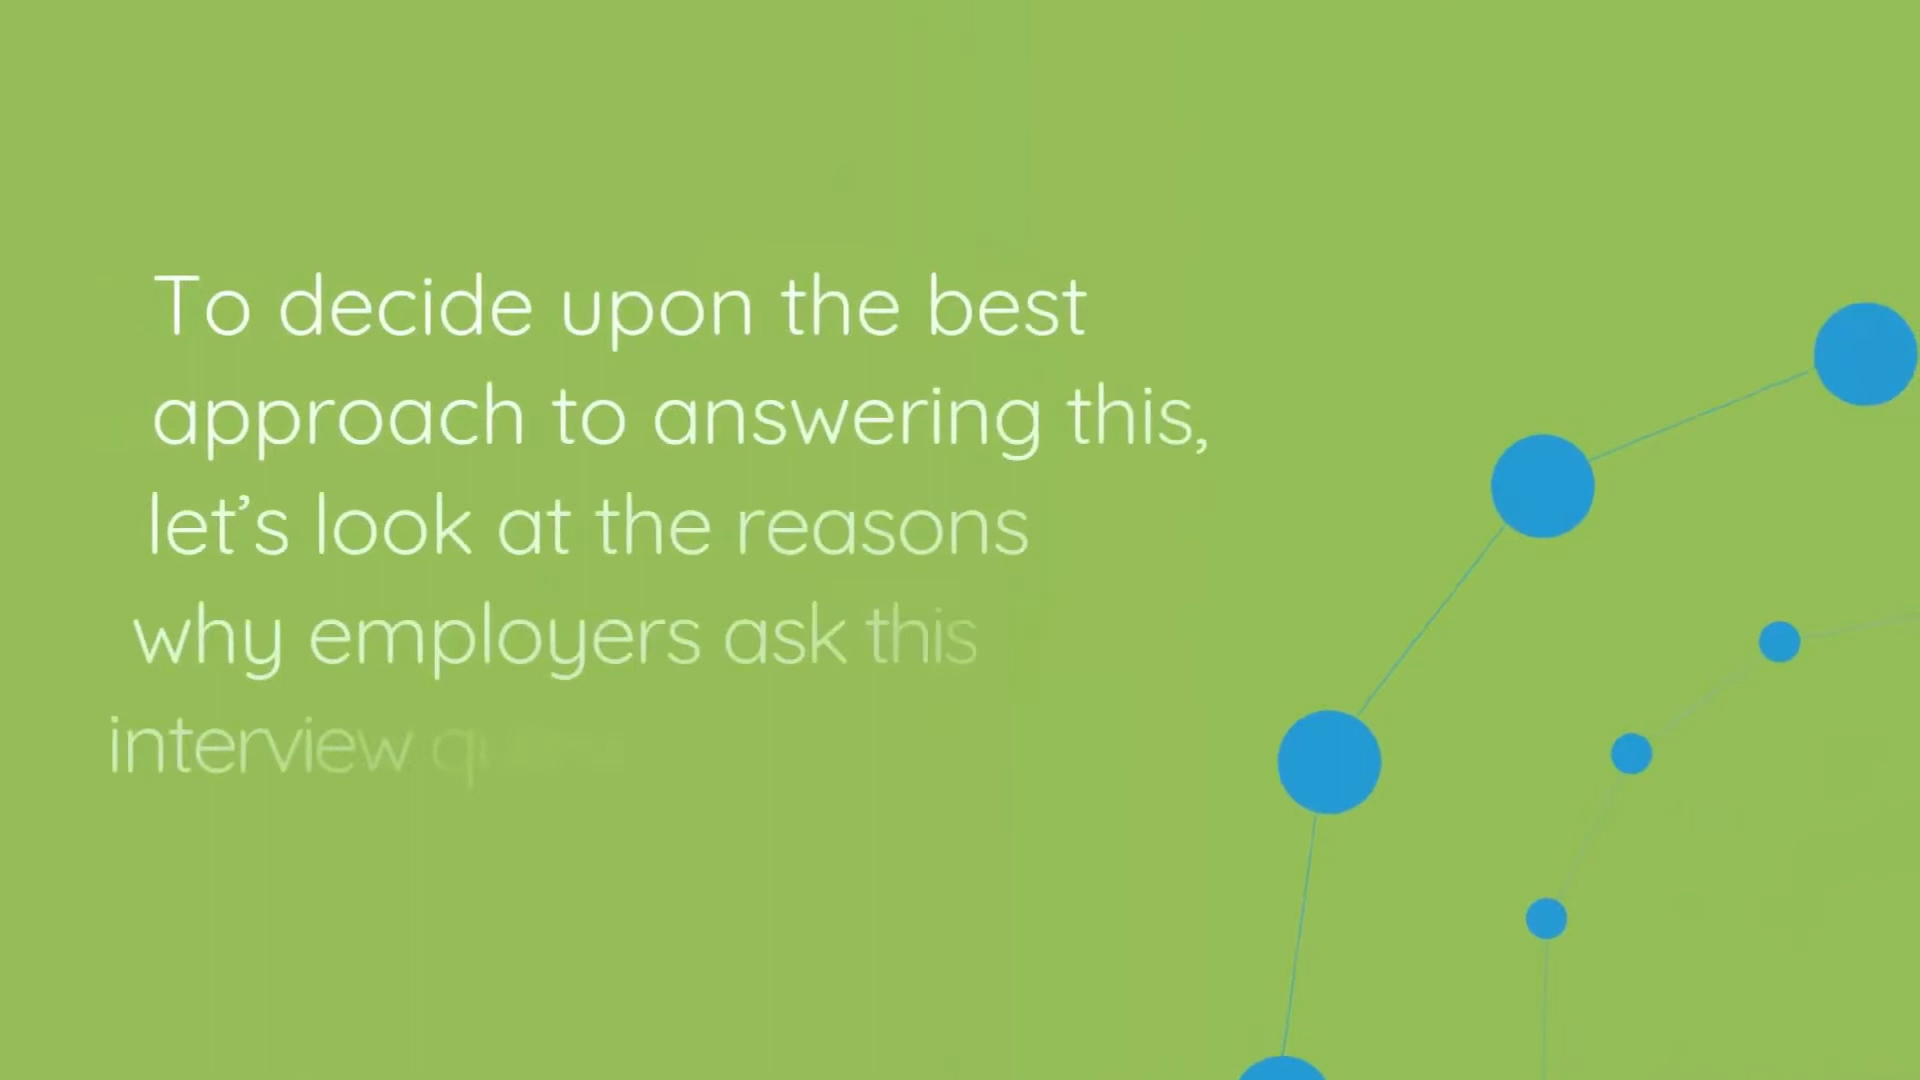 To decide upon the best
approach to answering this,
let’s look at the reasons
why employers ask this
interview